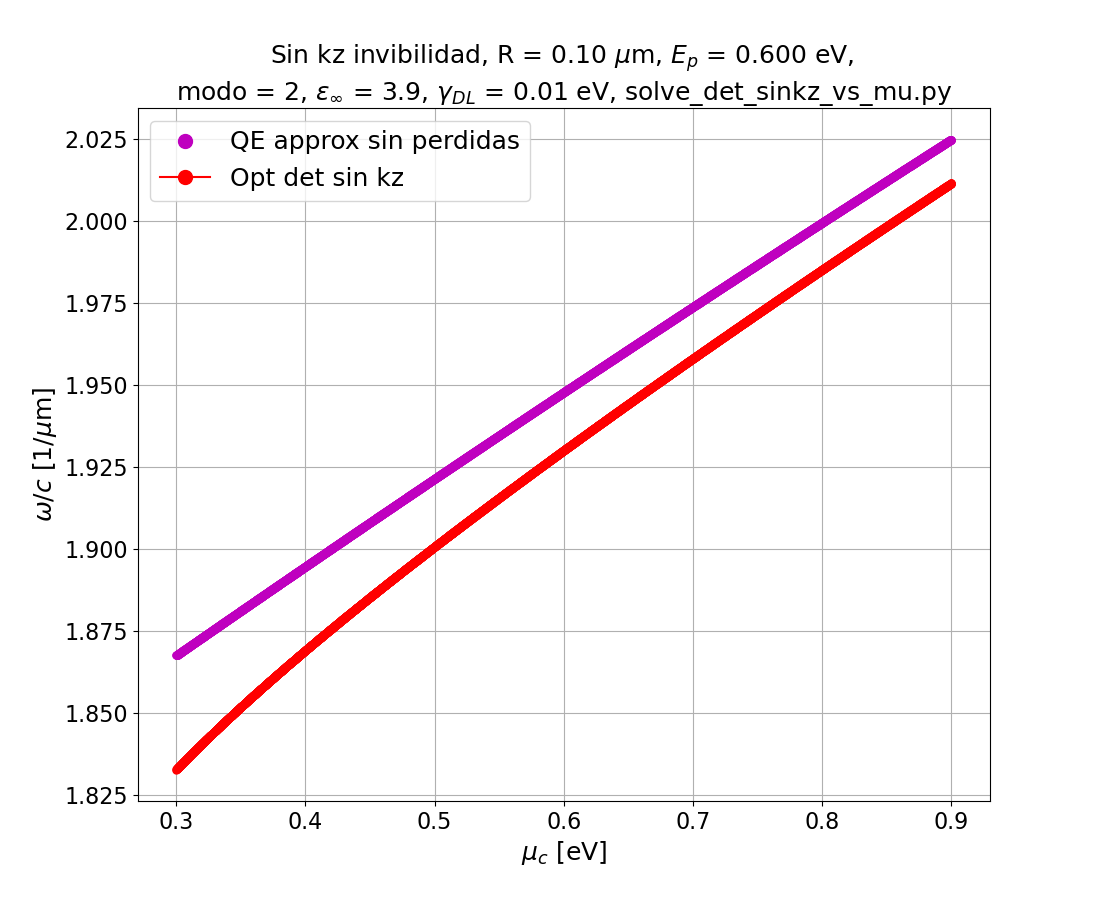 Sin kz invibilidad, R = 0.10 μm, E_p = 0.600 eV,
modo = 2, ε_∞ = 3.9, γ_DL = 0.01 eV, solve_det_sinkz_vs_mu.py
QE approx sin perdidas
Opt det sin kz
ω/c [1/μm]
2.025
2.000
1.975
1.950
1.925
1.900
1.875
1.850
1.825
0.3 0.4 0.5 0.6 0.7 0.8 0.9
μ_c [eV]